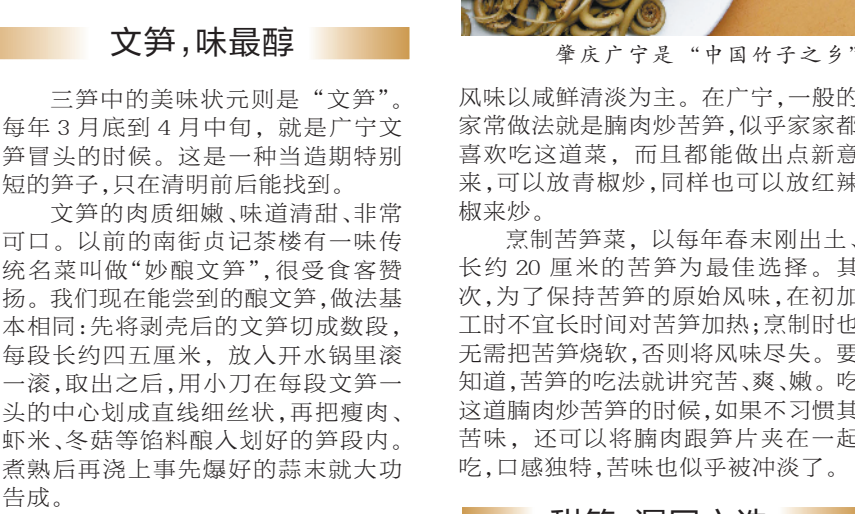 文笋,味最醇
三笋中的美味状元则是“文笋”。
每年 3 月底到 4 月中旬，就是广宁文
笋冒头的时候。这是一种当造期特别
短的笋子,只在清明前后能找到。
文笋的肉质细嫩、味道清甜、非常
可口。以前的南街贞记茶楼有一味传
统名菜叫做“妙酿文笋”,很受食客赞
扬。我们现在能尝到的酿文笋,做法基
本相同:先将剥壳后的文笋切成数段，
每段长约四五厘米，放入开水锅里滚
一滚,取出之后,用小刀在每段文笋一
头的中心划成直线细丝状,再把瘦肉、
虾米、冬菇等馅料酿入划好的笋段内。
煮熟后再浇上事先爆好的蒜末就大功
告成。
肇庆广宁是“中国竹子之乡”
风味以咸鲜清淡为主。在广宁,一般的
家常做法就是腩肉炒苦笋,似乎家家都
喜欢吃这道菜，而且都能做出点新意
来,可以放青椒炒,同样也可以放红辣
椒来炒。
烹制苦笋菜，以每年春末刚出土、
长约 20 厘米的苦笋为最佳选择。其
次,为了保持苦笋的原始风味,在初加
工时不宜长时间对苦笋加热;烹制时也
无需把苦笋烧软,否则将风味尽失。要
知道,苦笋的吃法就讲究苦、爽、嫩。吃
这道腩肉炒苦笋的时候,如果不习惯其
苦味，还可以将腩肉跟笋片夹在一起
吃,口感独特,苦味也似乎被冲淡了。